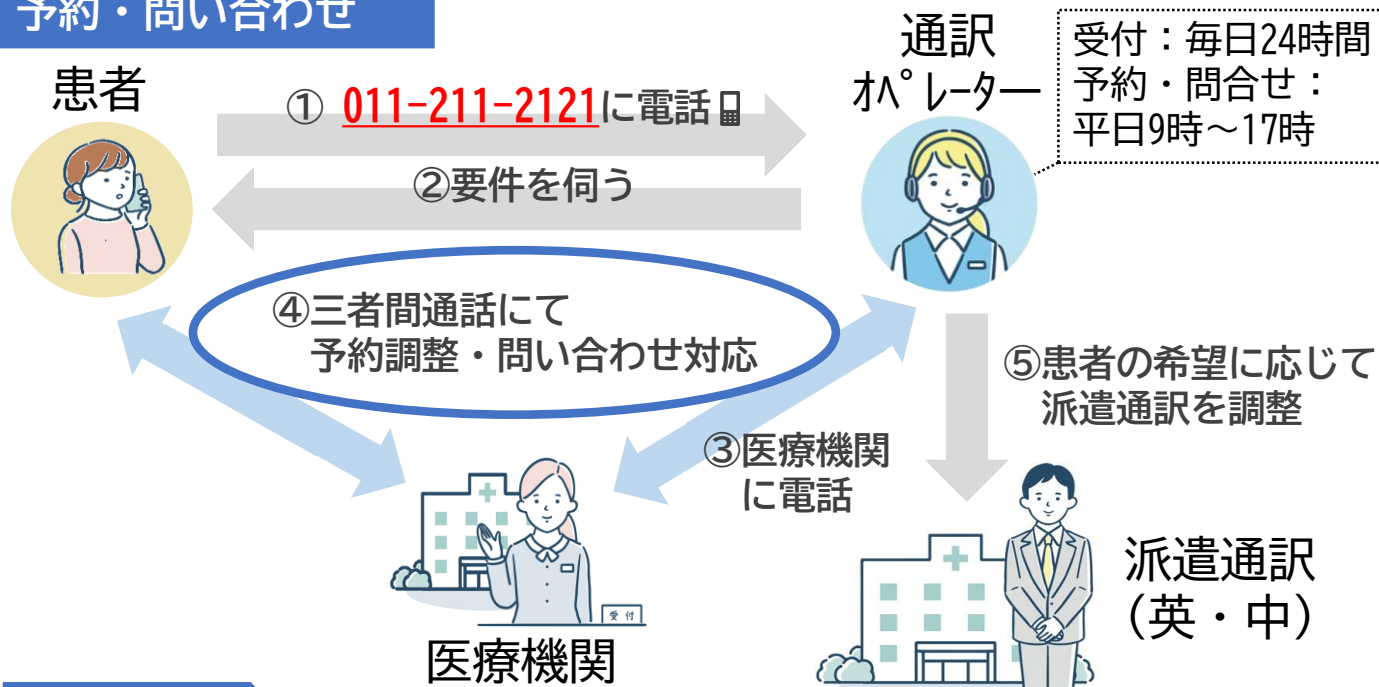 予約・問い合わせ
患者
① 011-211-2121に電話
②要件を伺う
通訳
ｵﾍﾟﾚｰﾀｰ
受付：毎日24時間
予約・問合せ：
平日9時～17時
④三者間通話にて
予約調整・問い合わせ対応
③医療機関
に電話
⑤患者の希望に応じて
派遣通訳を調整
受付
医療機関
派遣通訳
（英・中）